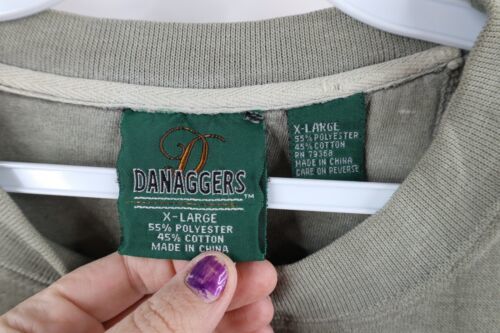 D
DANAGGERS™
X-LARGE
55% POLYESTER
45% COTTON
MADE IN CHINA
X-LARGE
55% POLYESTER
45% COTTON
RN 79368
MADE IN CHINA
CARE ON REVERSE